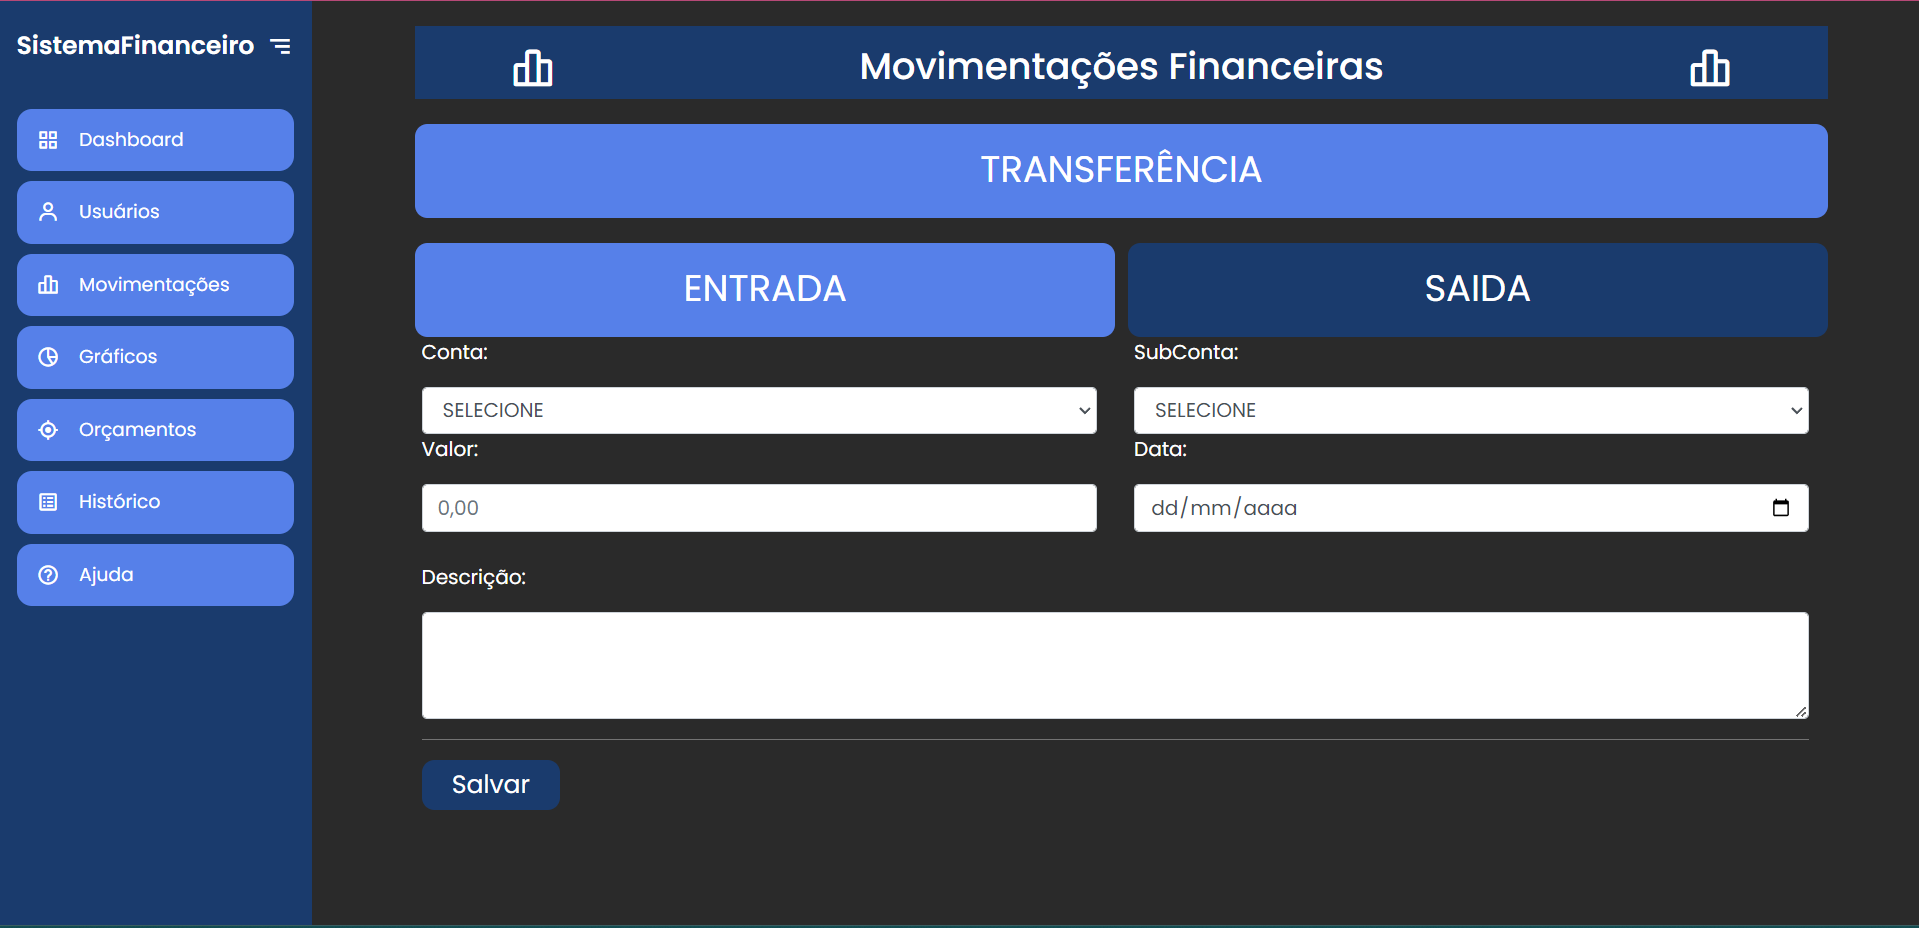 SistemaFinanceiro
Dashboard
Usuários
Movimentações
Gráficos
Orçamentos
Histórico
Ajuda
Movimentações Financeiras
TRANSFERÊNCIA
ENTRADA
SAIDA
Conta:
SubConta:
SELECIONE
SELECIONE
Valor:
Data:
0,00
dd/mm/aaaa
Descrição:
Salvar